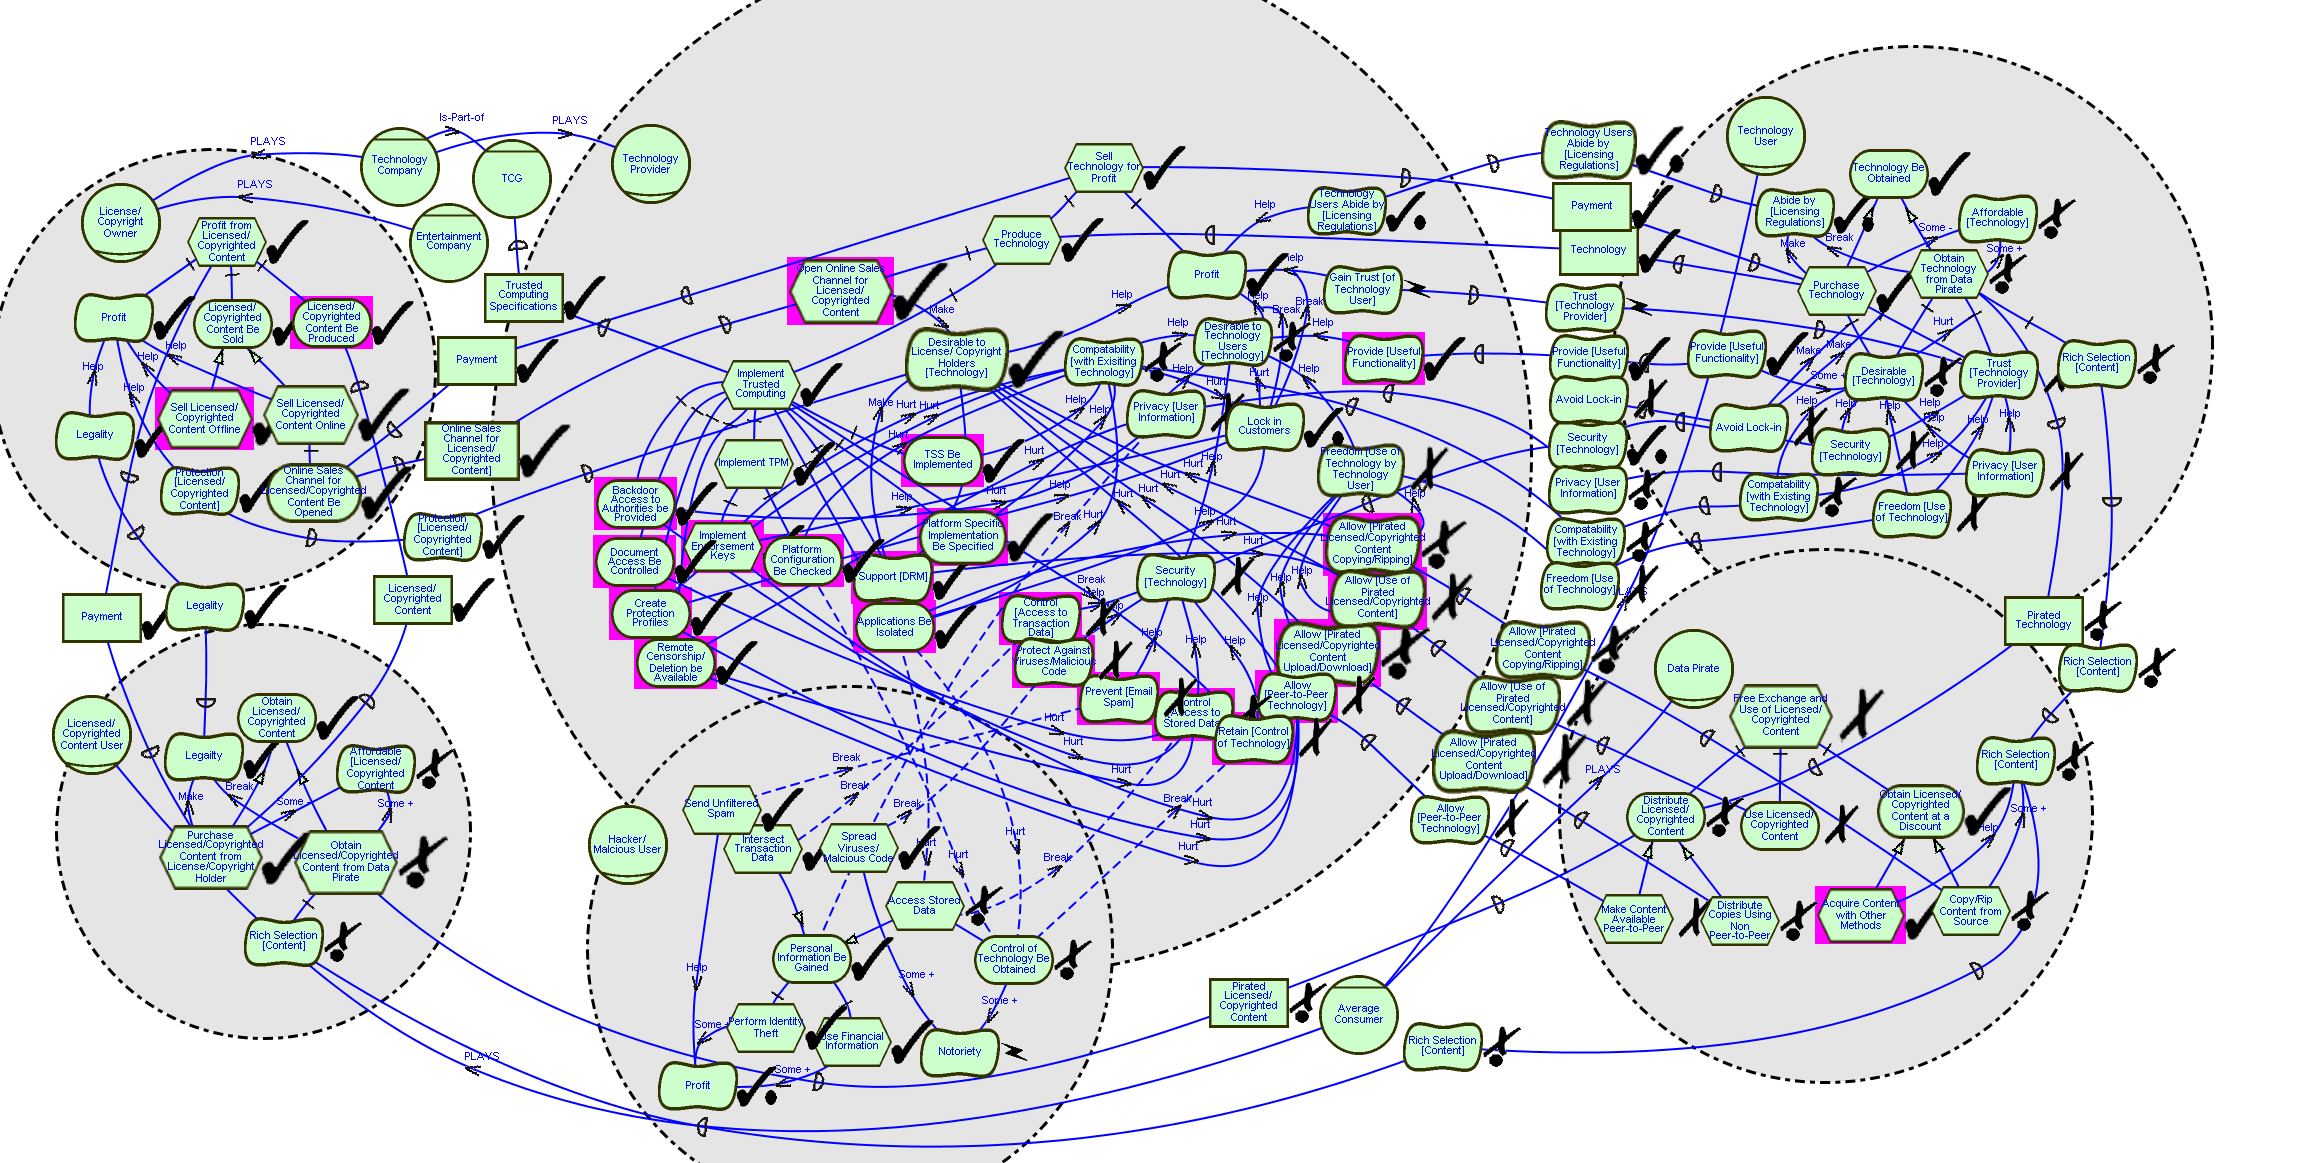 Is-Part-of
PLAYS
PLAYS
PLAYS
License/
Copyright
Owner
Technology
Company
TCG
Technology
Provider
Entertainment
Company
Profit from
Licensed/
Copyrighted
Content
Profit
Licensed/
Copyrighted
Content Be
Sold
Licensed/
Copyrighted
Content Be
Produced
Help
Help
Help
Help
Legality
Sell Licensed/
Copyrighted
Content Offline
Sell Licensed/
Copyrighted
Content Online
Protection
[Licensed/
Copyrighted
Content]
Online Sales
Channel for
Licensed/Copyrighted
Content Be
Opened
Trusted
Computing
Specifications
Payment
Online Sales
Channel for
Licensed/
Copyrighted
Content]
Protection
[Licensed/
Copyrighted
Content]
Licensed/
Copyrighted
Content
Payment
Legality
Licensed/
Copyrighted
Content User
Obtain
Licensed/
Copyrighted
Content
Legailty
Affordable
[Licensed/
Copyrighted
Content
Make
Break
Some -
Some +
Purchase
Licensed/Copyrighted
Content from
License/Copyright
Holder
Obtain
Licensed/Copyrighted
Content from Data
Pirate
Rich Selection
[Content]
PLAYS
Sell
Technology for
Profit
Produce
Technology
Open Online Sales
Channel for
Licensed/
Copyrighted
Content
Technology
Users Abide by
[Licensing
Regulations]
Help
Profit
Gain Trust [of
Technology
User]
Make
Help
Desirable to
License/ Copyright
Holders
[Technology]
Compatability
[with Exisiting
Technology]
Desirable to
Technology
Users
[Technology]
Provide [Useful
Functionality]
Help
Break
Help
Implement
Trusted
Computing
Privacy [User
Information]
Lock in
Customers
Help
Hurt
Hurt
Help
Make
Hurt
Hurt
Implement TPM
TSS Be
Implemented
Freedom [Use of
Technology by
Technology
User]
Backdoor
Access to
Authorities be
Provided
Implement
Endorsement
Keys
Platform
Configuration
Be Checked
Platform Specific
Implementation
Be Specified
Document
Access Be
Controlled
Support [DRM]
Create
Protection
Profiles
Applications Be
Isolated
Remote
Censorship/
Deletion be
Available
Control
[Access to
Transaction
Data]
Protect Against
Viruses/Malicious
Code
Prevent [Email
Spam]
Control
Access to
Stored Data
Retain [Control
of Technology]
Security
[Technology]
Allow [Pirated
Licensed/Copyrighted
Content
Copying/Ripping]
Allow [Use of
Pirated
Licensed/Copyrighted
Content]
Allow [Pirated
Licensed/Copyrighted
Content
Upload/Download]
Allow
[Peer-to-Peer
Technology]
Break
Help
Help
Help
Hurt
Hurt
Hurt
Hurt
Hurt
Hurt
Hacker/
Malcious User
Send Unfiltered
Spam
Intersect
Transaction
Data
Spread
Viruses/
Malicious Code
Break
Break
Break
Break
Break
Hurt
Hurt
Hurt
Access Stored
Data
Personal
Information Be
Gained
Control of
Technology Be
Obtained
Help
Some +
Some +
Perform Identity
Theft
Use Financial
Information
Notoriety
Some +
Profit
Technology Users
Abide by
[Licensing
Regulations]
Payment
Technology
Trust
[Technology
Provider]
Provide [Useful
Functionality]
Avoid Lock-in
Security
[Technology]
Privacy [User
Information]
Compatability
[with Existing
Technology]
Freedom [Use
of Technology]
Allow [Pirated
Licensed/Copyrighted
Content
Copying/Ripping]
Allow [Use of
Pirated
Licensed/Copyrighted
Content]
Allow [Pirated
Licensed/Copyrighted
Content
Upload/Download]
Allow
[Peer-to-Peer
Technology]
PLAYS
Technology
User
Technology Be
Obtained
Abide by
[Licensing
Regulations]
Affordable
[Technology]
Some -
Make
Break
Some +
Purchase
Technology
Obtain
Technology
from Data
Pirate
Hurt
Make
Make
Some +
Provide [Useful
Functionality]
Desirable
[Technology]
Trust
[Technology
Provider]
Rich Selection
[Content]
Help
Help
Help
Help
Help
Avoid Lock-in
Security
[Technology]
Privacy [User
Information]
Compatability
[with Existing
Technology]
Freedom [Use
of Technology]
Pirated
Technology
Rich Selection
[Content]
Data Pirate
Free Exchange and
Use of Licensed/
Copyrighted
Content
Rich Selection
[Content]
Distribute
Licensed/
Copyrighted
Content
Use Licensed/
Copyrighted
Content
Obtain Licensed/
Copyrighted
Content at a
Discount
Some +
Help
Make Content
Available
Peer-to-Peer
Distribute
Copies Using
Non
Peer-to-Peer
Acquire Content
with Other
Methods
Copy/Rip
Content from
Source
Pirated
Licensed/
Copyrighted
Content
Average
Consumer
Rich Selection
[Content]